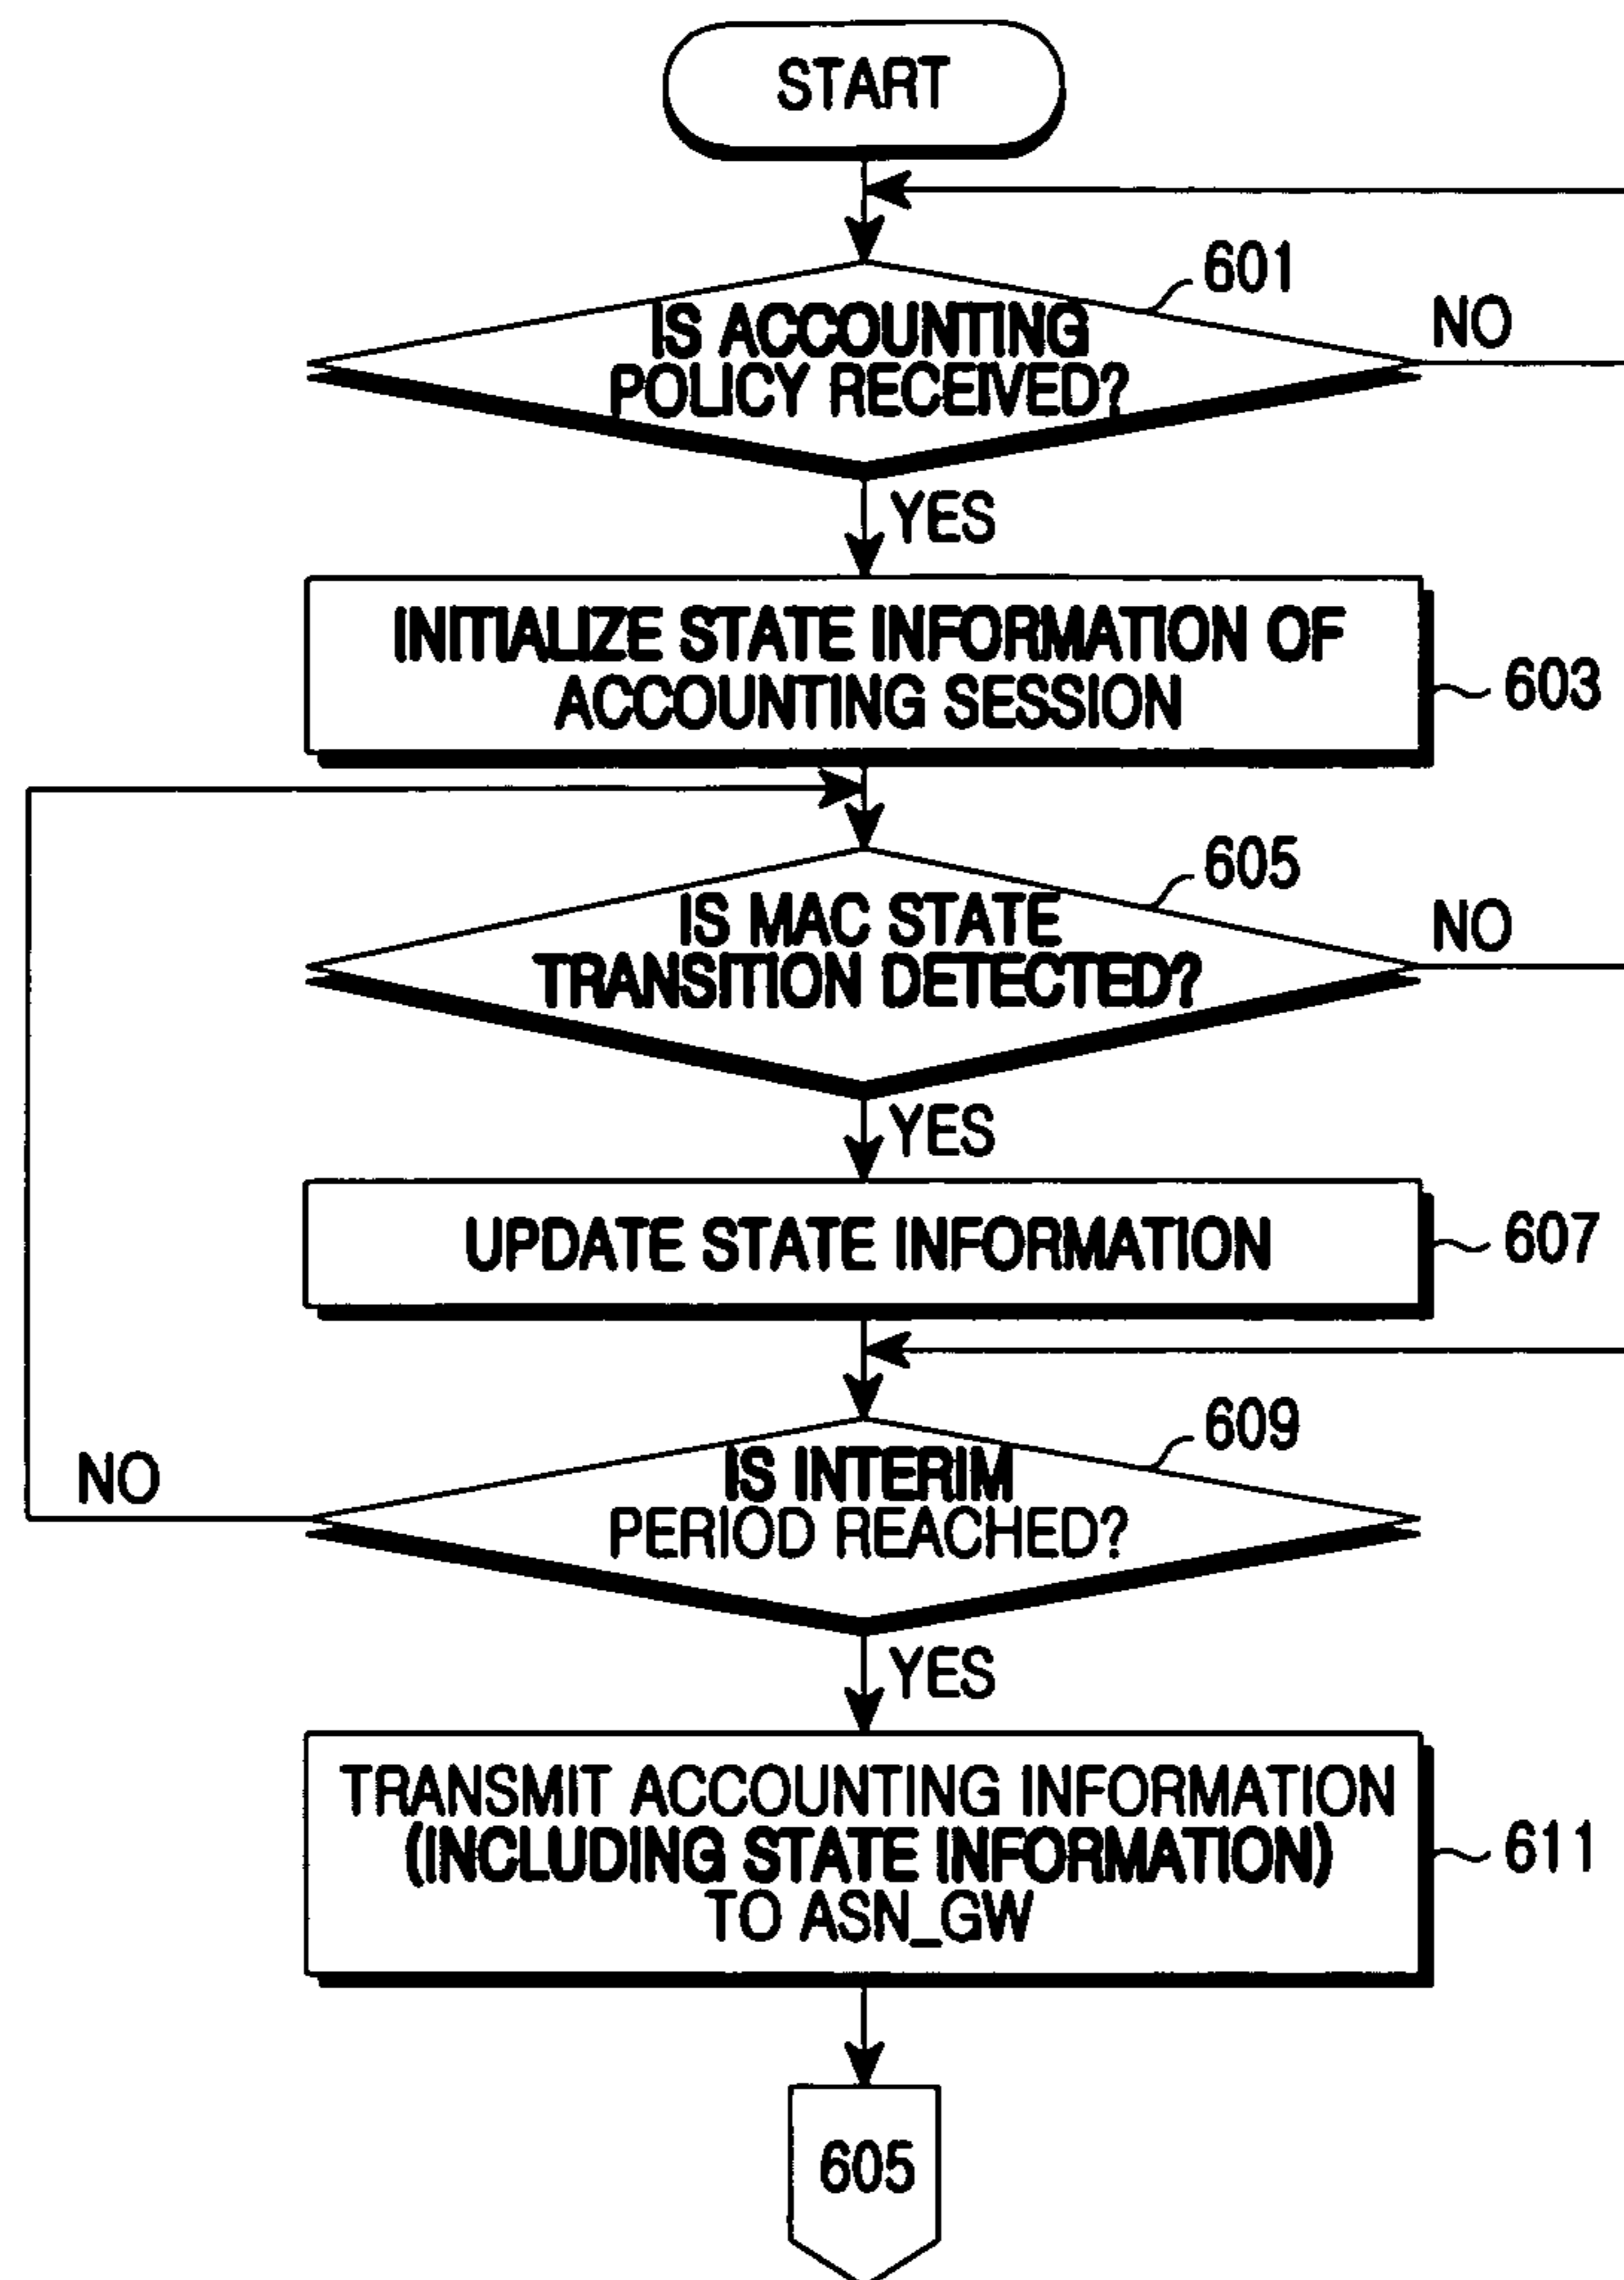 START
601
IS ACCOUNTING
POLICY RECEIVED?
NO
YES
INITIALIZE STATE INFORMATION OF
ACCOUNTING SESSION
603
605
IS MAC STATE
TRANSITION DETECTED?
NO
YES
UPDATE STATE INFORMATION
607
609
IS INTERIM
PERIOD REACHED?
NO
YES
TRANSMIT ACCOUNTING INFORMATION
(INCLUDING STATE INFORMATION)
TO ASN_GW
611
605